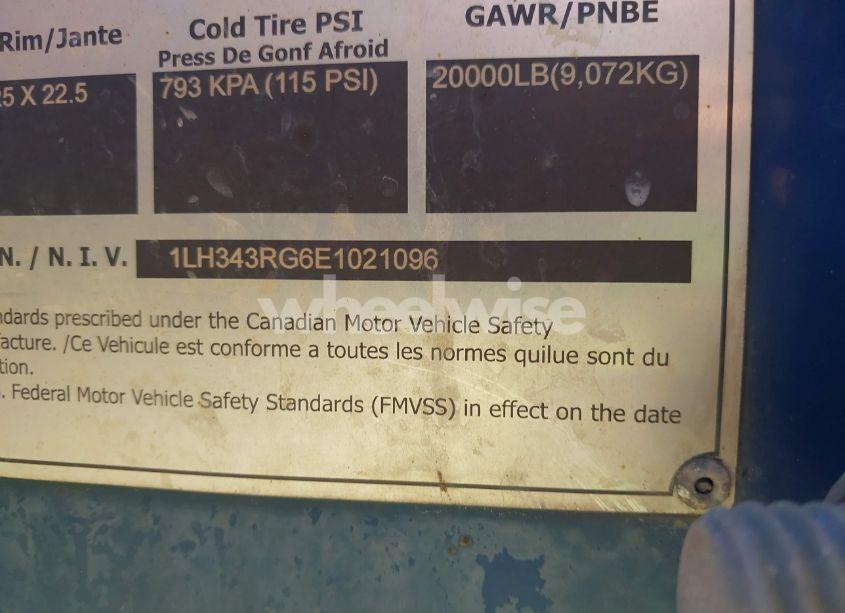 Rim/Jante
Cold Tire PSI
Press De Gonf Afroid
GAWR/PNBE
5 X 22.5
793 KPA (115 PSI)
20000LB(9,072KG)
N. / N. I. V.
1LH343RG6E1021096
wheelwise
ndards prescribed under the Canadian Motor Vehicle Safety
facture. /Ce Vehicule est conforme a toutes les normes quilue sont du
tion.
. Federal Motor Vehicle Safety Standards (FMVSS) in effect on the date